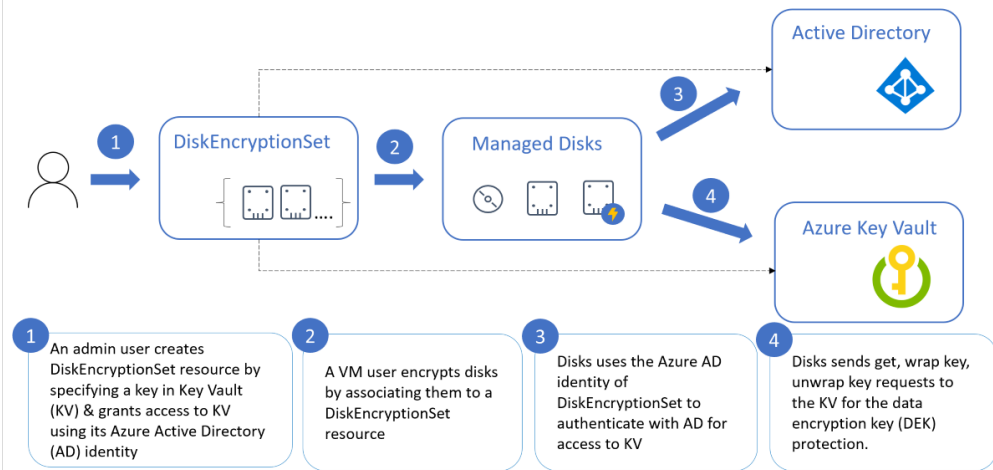 Active Directory
3
1
DiskEncryptionSet
2
Managed Disks
....
4
Azure Key Vault
1
An admin user creates
DiskEncryptionSet resource by
specifying a key in Key Vault
(KV) & grants access to KV
using its Azure Active Directory
(AD) identity
2
A VM user encrypts disks
by associating them to a
DiskEncryptionSet
resource
3
Disks uses the Azure AD
identity of
DiskEncryptionSet to
authenticate with AD for
access to KV
4
Disks sends get, wrap key,
unwrap key requests to
the KV for the data
encryption key (DEK)
protection.